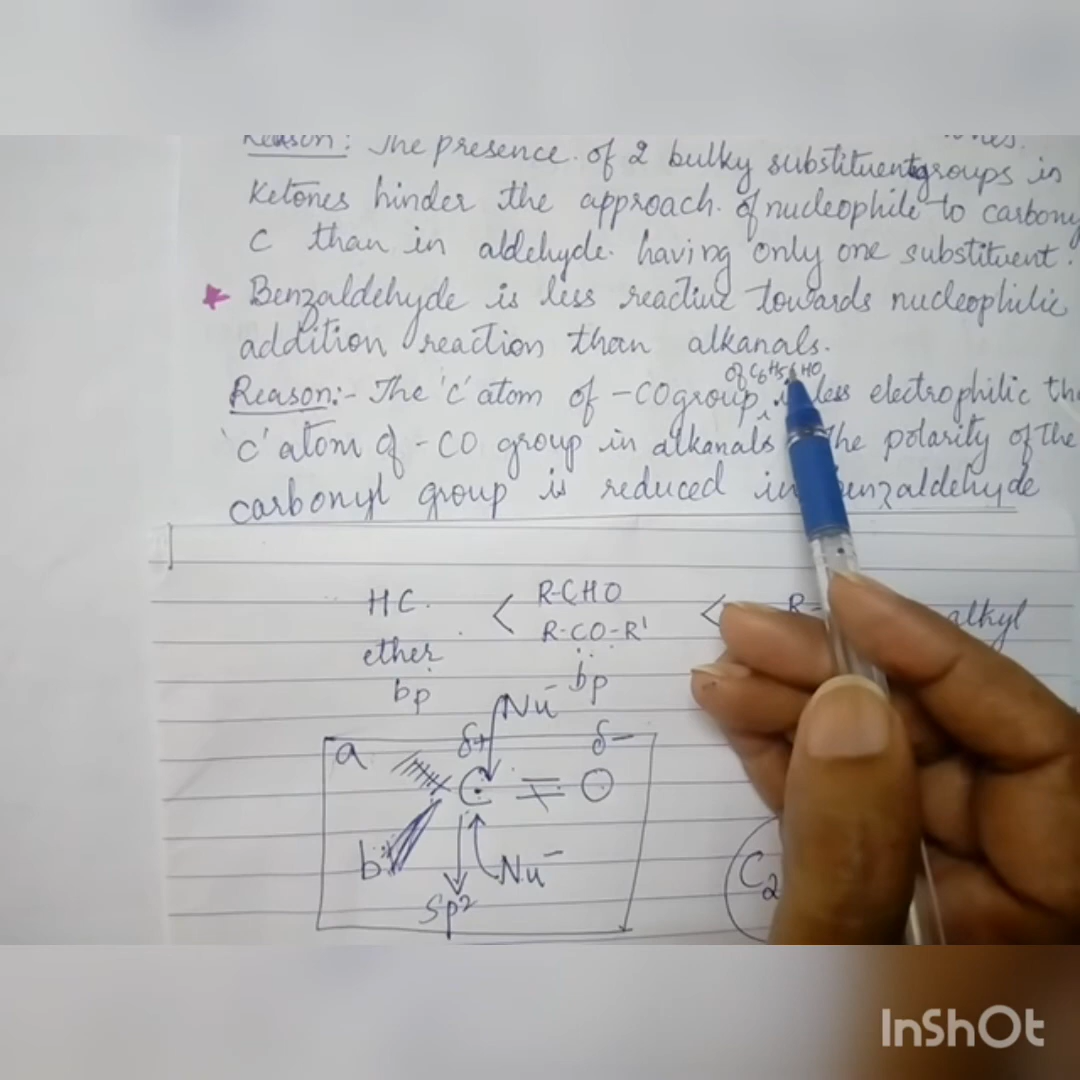 Reason: The presence of 2 bulky substituent groups in
Ketones hinder the approach of nucleophile to carbony
C than in aldehyde having only one substituent.
Benzaldehyde is less reactive towards nucleophilic
addition reaction than alkanals.
of C6H5CHO
Reason:- The 'C' atom of -CO group is less electrophilic tha
'C' atom of -CO group in alkanals. The polarity of the
carbonyl group is reduced in benzaldehyde
HC. < R-CHO < R-
R-CO-R' alkyl
ether
bp bp
Nu-
a δ+ δ-
C = O
b Nu-
sp2
C2
InShOt